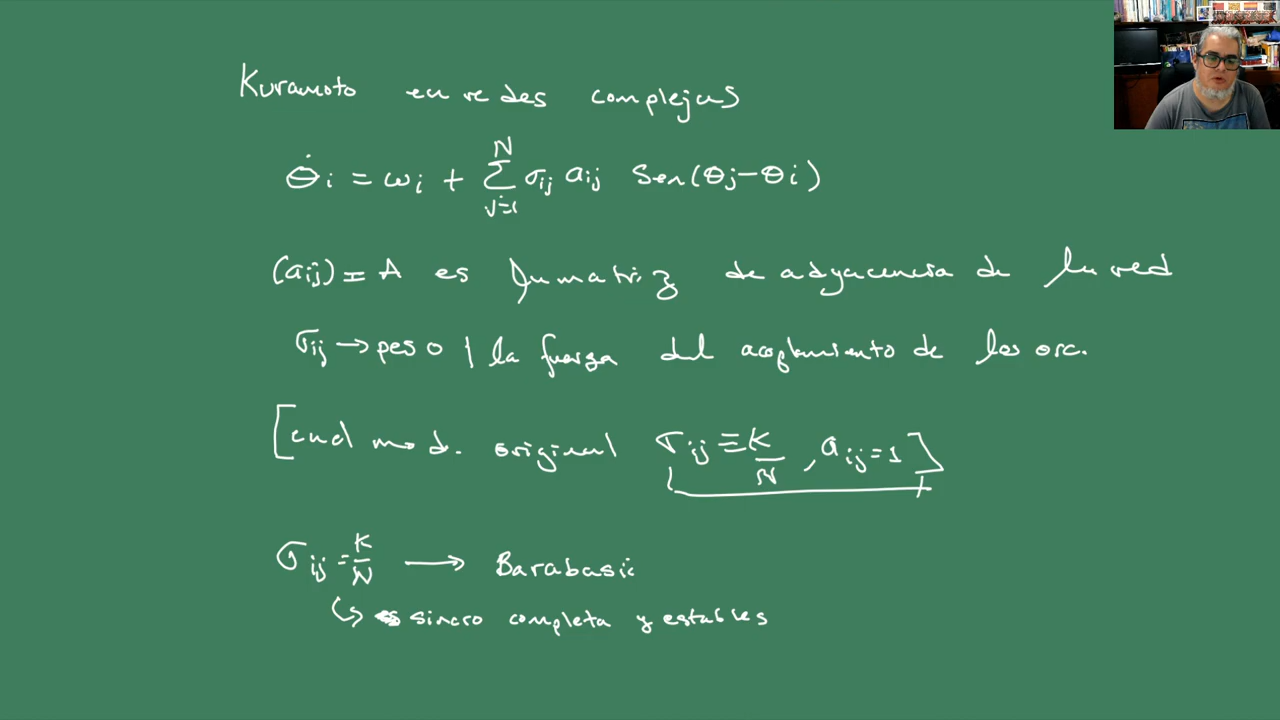 Kuramoto en redes complejas
θ̇i = ωi + Σ_{j=1}^{N} σij aij Sen(θj−θi)
(aij) = A es la matriz de adyacencia de la red
σij → peso / la fuerza del acoplamiento de los osc.
[en el mod. original σij ≡ K/N , aij=1]
σij = K/N → Barabasi
↳ sincro completa y estables